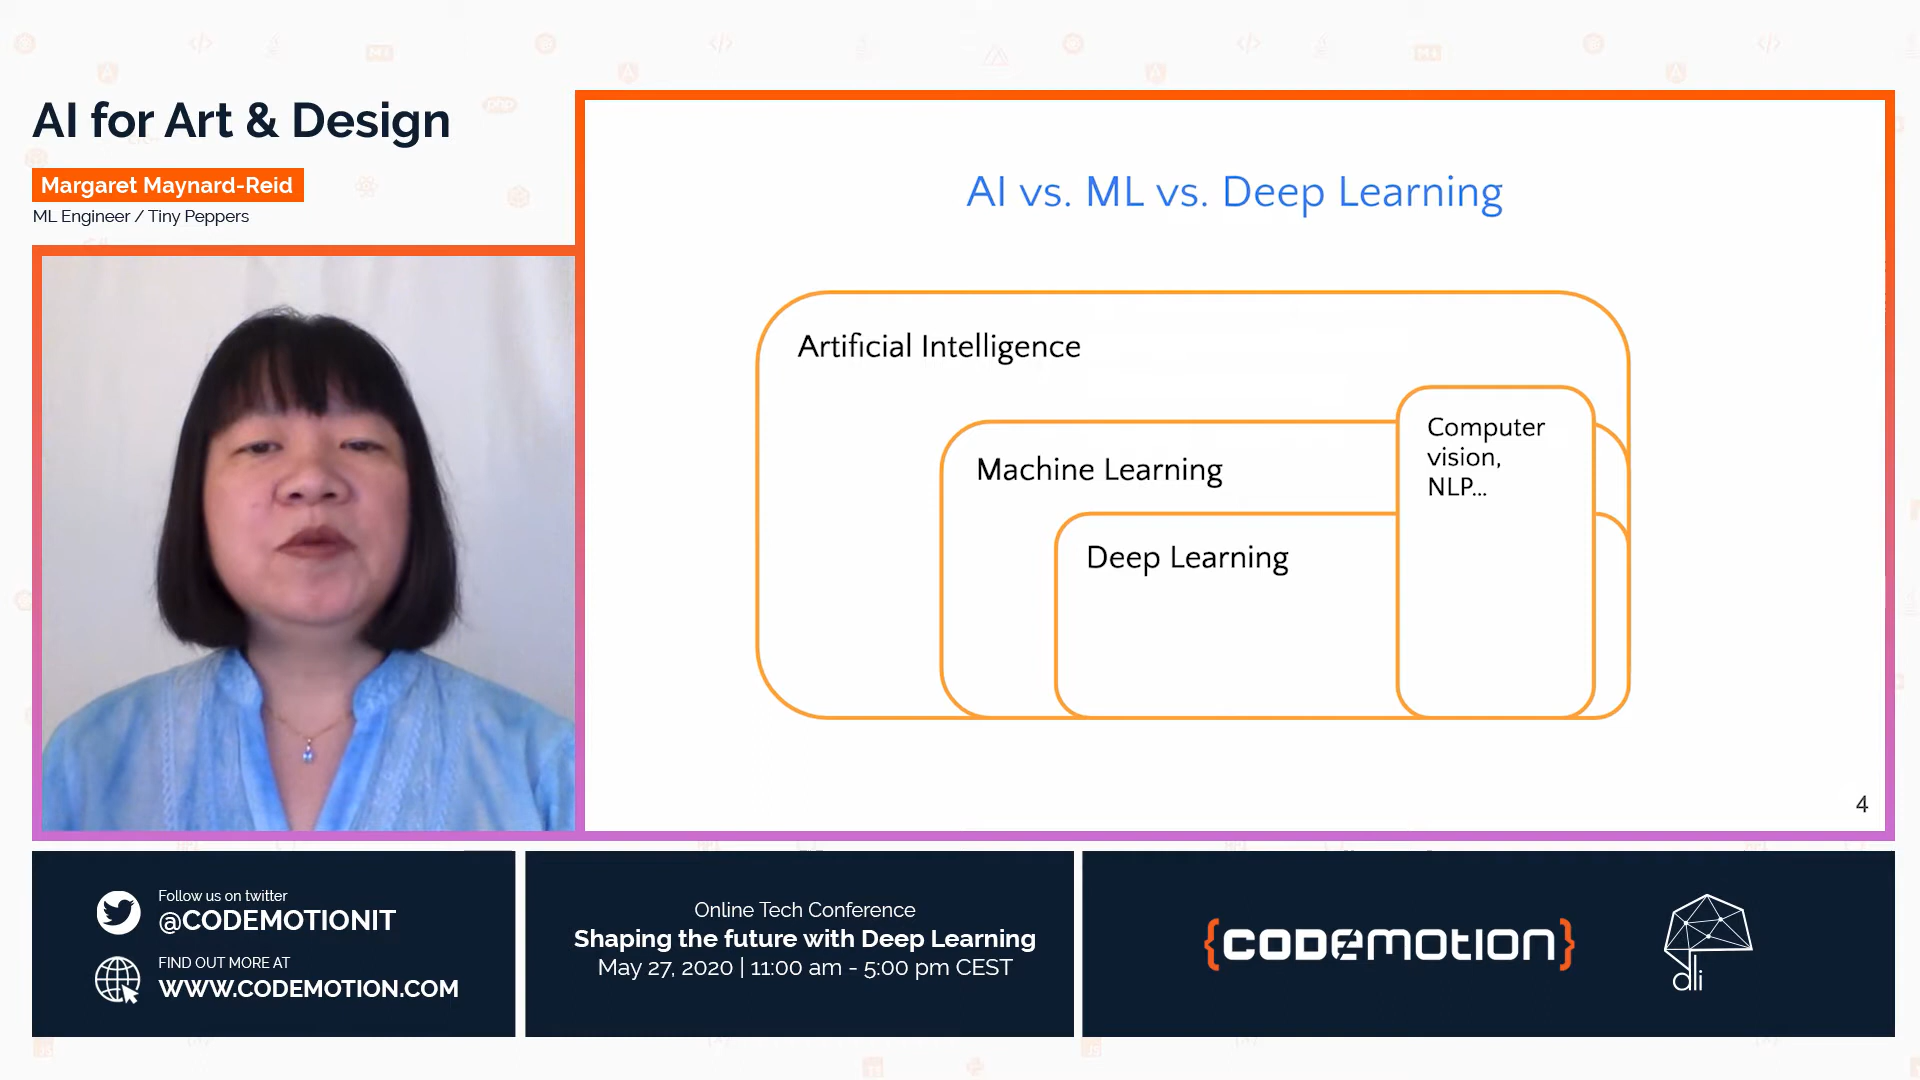 AI for Art & Design
Margaret Maynard-Reid
ML Engineer / Tiny Peppers
AI vs. ML vs. Deep Learning
Artificial Intelligence
Machine Learning
Deep Learning
Computer
vision,
NLP...
4
Follow us on twitter
@CODEMOTIONIT
FIND OUT MORE AT
WWW.CODEMOTION.COM
Online Tech Conference
Shaping the future with Deep Learning
May 27, 2020 | 11:00 am - 5:00 pm CEST
{CODEMOTION}
dli